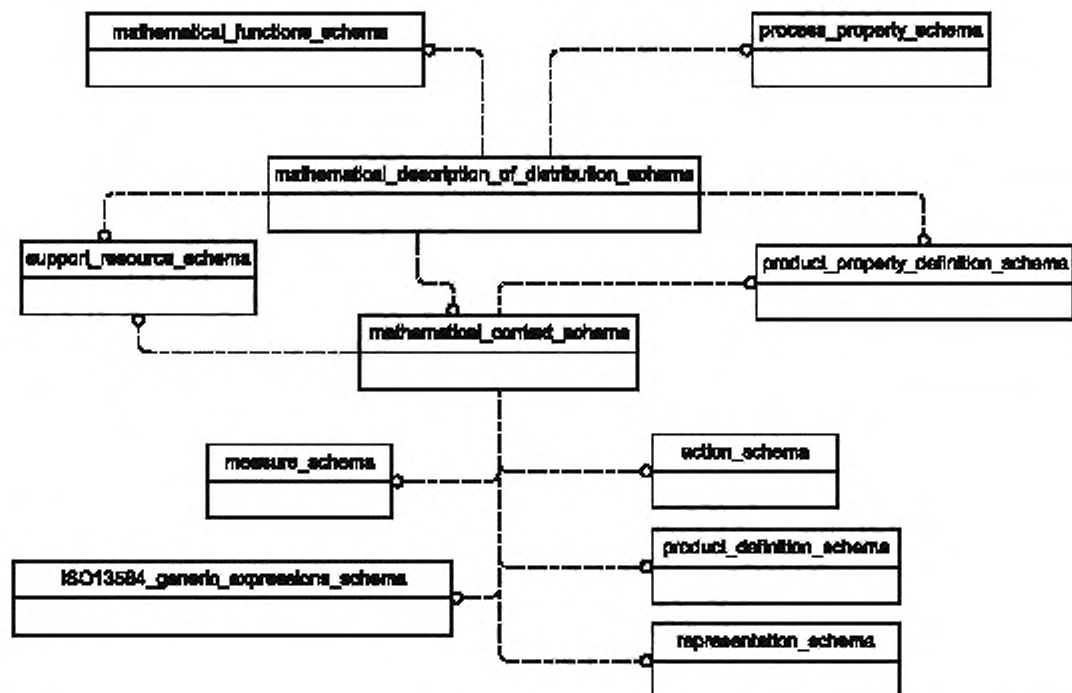 mathematical_functions_schema
process_property_schema
mathematical_description_of_distribution_schema
support_resource_schema
product_property_definition_schema
mathematical_context_schema
measure_schema
action_schema
product_definition_schema
ISO13584_generic_expressions_schema
representation_schema